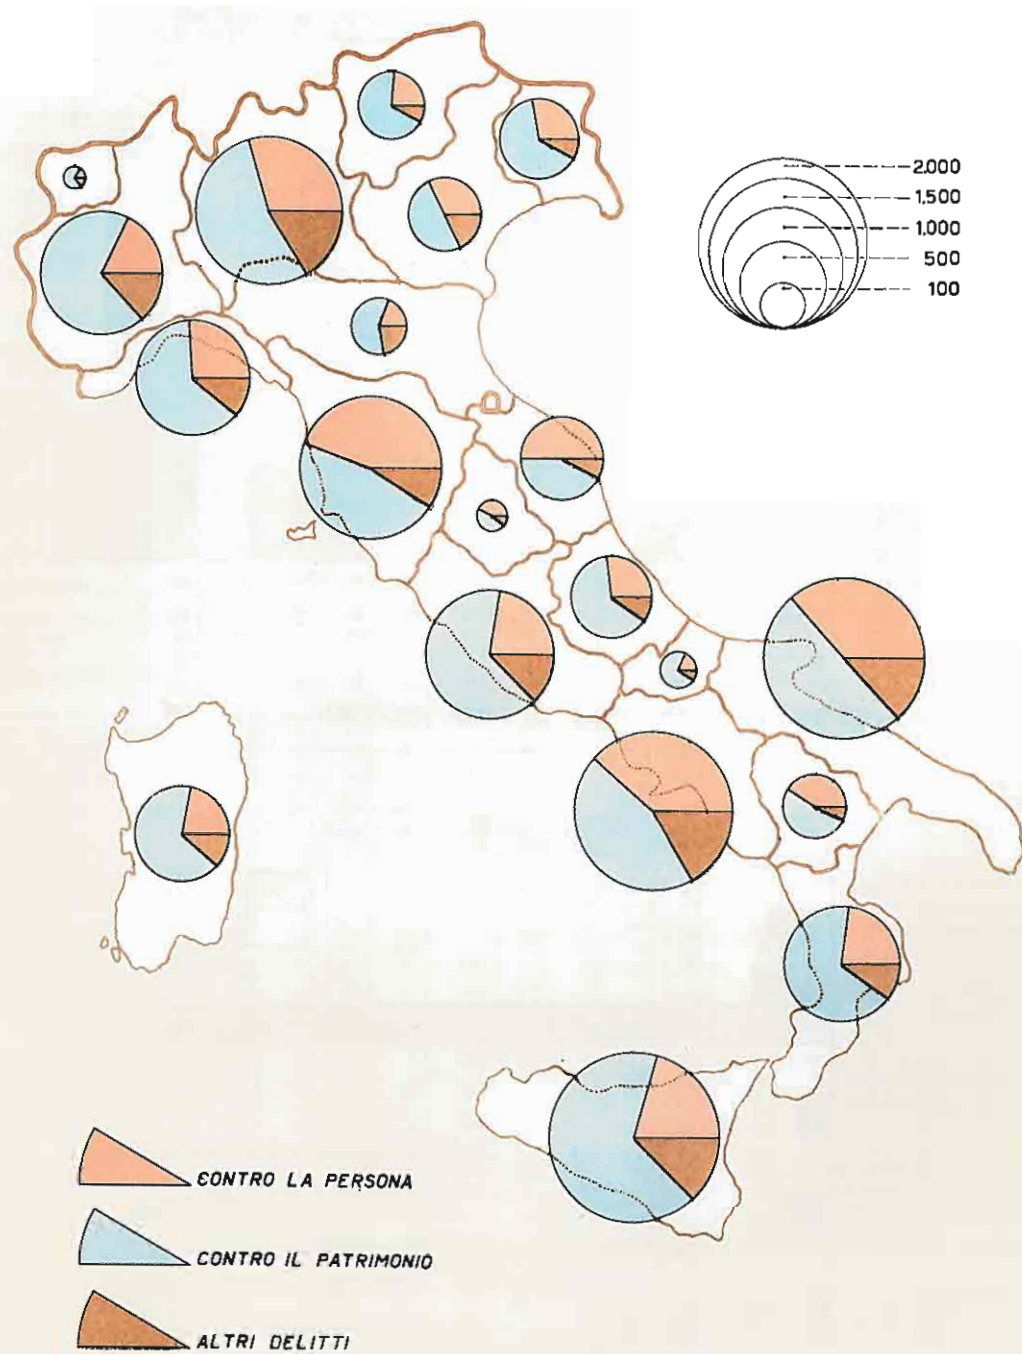 2.000
1,500
1.000
500
100
CONTRO LA PERSONA
CONTRO IL PATRIMONIO
ALTRI DELITTI